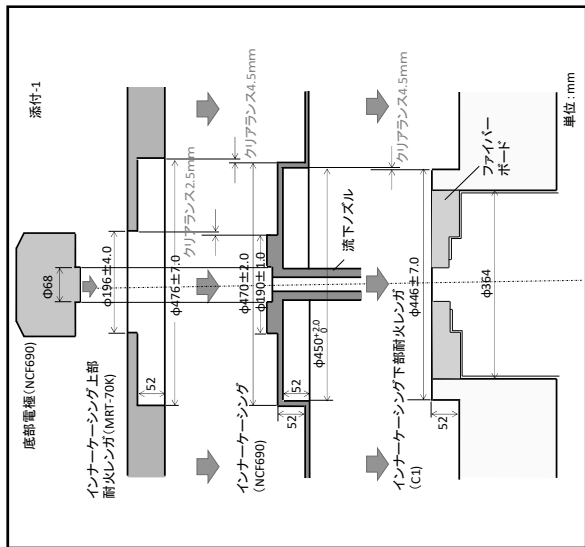 添付-1
底部電極(NCF690)
Φ68
インナーケーシング上部
耐火レンガ(MRT-70K)
φ196±4.0
φ476±7.0
52
クリアランス2.5mm
クリアランス4.5mm
インナーケーシング
(NCF690)
φ470±2.0
φ190±1.0
52
52
流下ノズル
φ450+2.0
0
クリアランス4.5mm
インナーケーシング下部耐火レンガ
(C1)
φ446±7.0
52
ファイバー
ボード
φ364
単位:mm